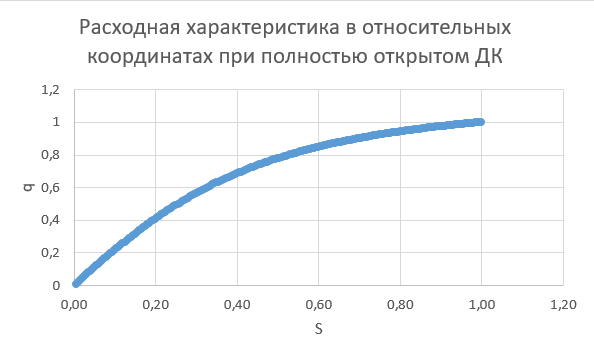 Расходная характеристика в относительных
координатах при полностью открытом ДК
1,2
1
0,8
0,6
0,4
0,2
0
q
0,00 0,20 0,40 0,60 0,80 1,00 1,20
S